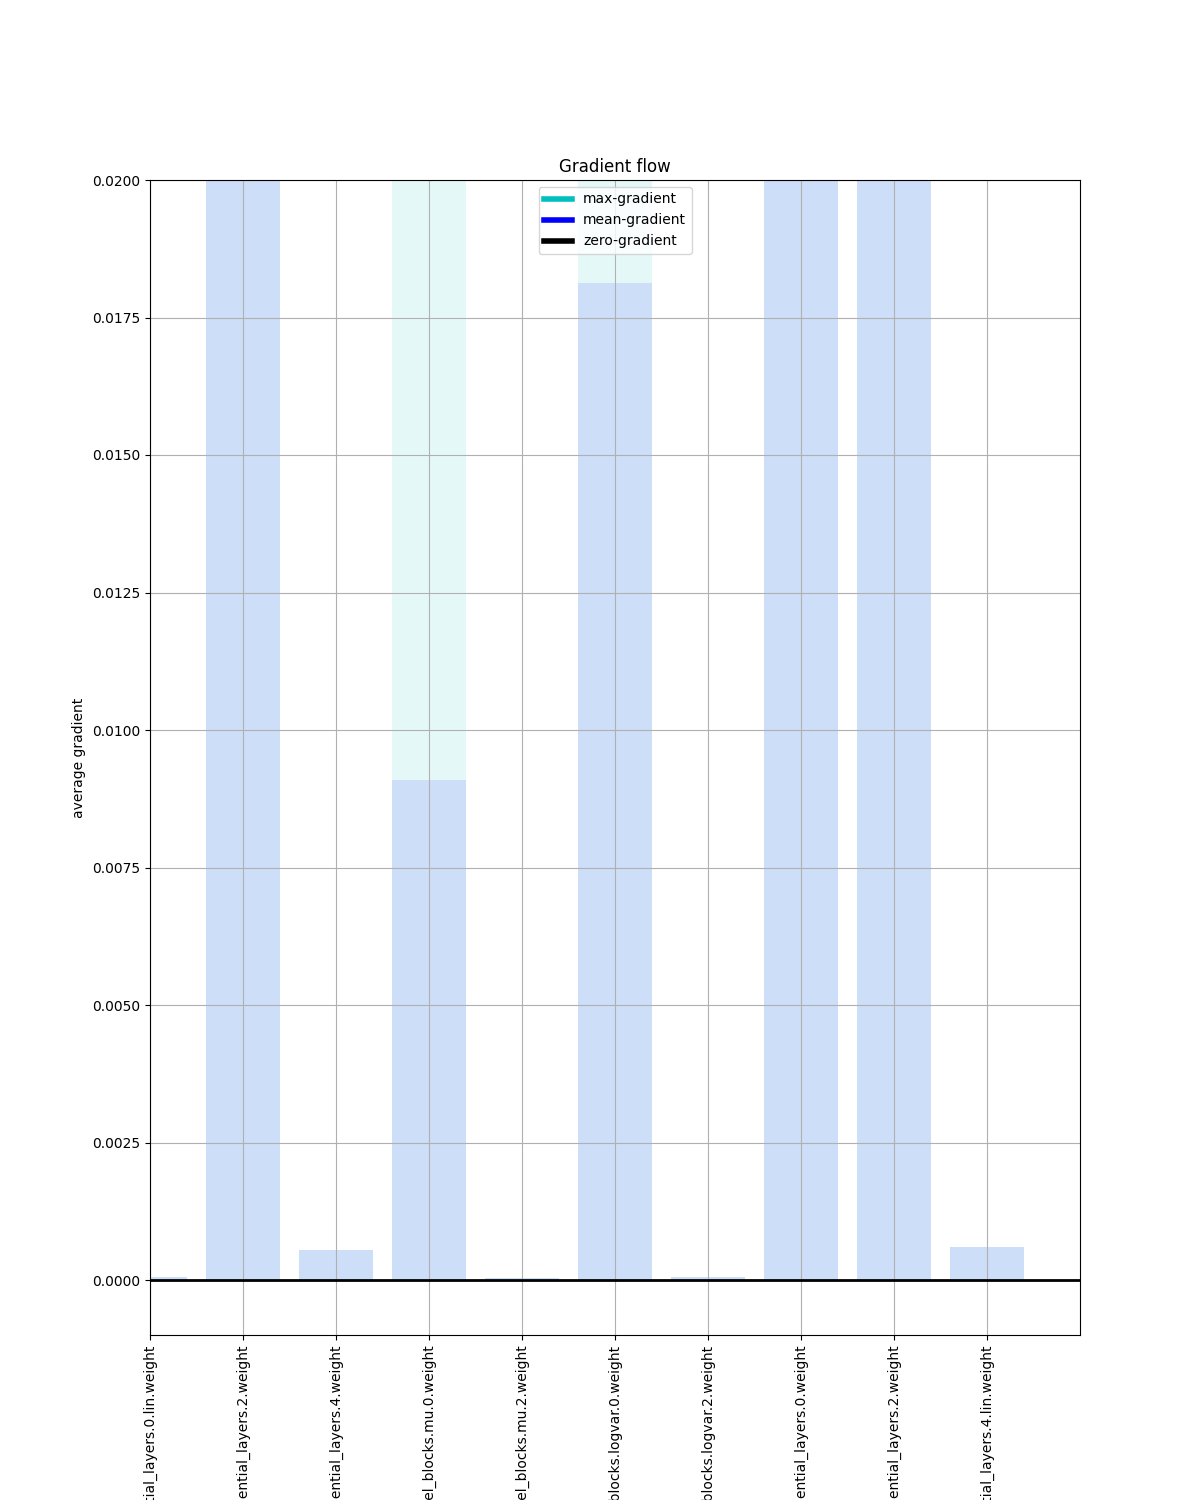 Gradient flow
max-gradient
mean-gradient
zero-gradient
0.0200
0.0175
0.0150
0.0125
0.0100
0.0075
0.0050
0.0025
0.0000
average gradient
tial_layers.0.lin.weight
ential_layers.2.weight
ential_layers.4.weight
el_blocks.mu.0.weight
el_blocks.mu.2.weight
blocks.logvar.0.weight
blocks.logvar.2.weight
ential_layers.0.weight
ential_layers.2.weight
tial_layers.4.lin.weight